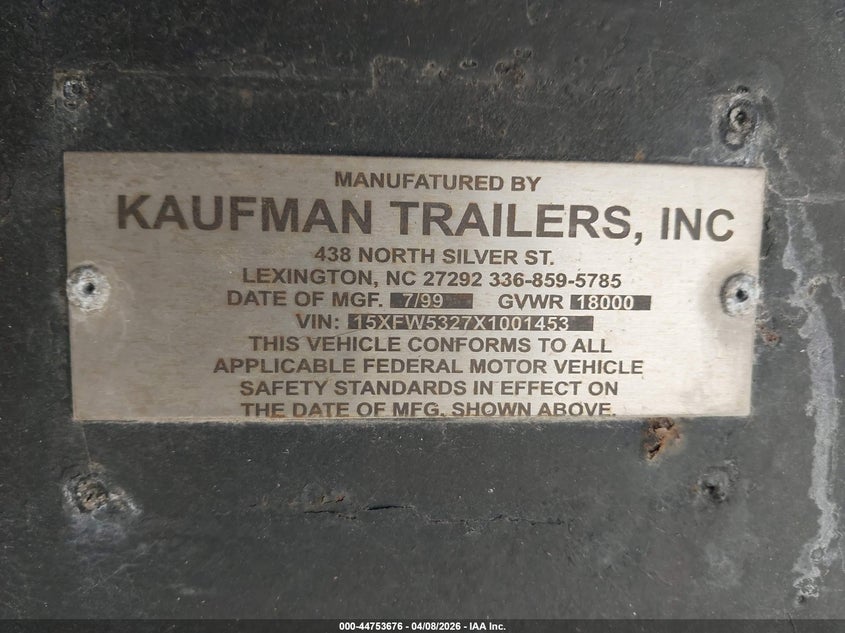 MANUFATURED BY
KAUFMAN TRAILERS, INC
438 NORTH SILVER ST.
LEXINGTON, NC 27292 336-859-5785
DATE OF MGF. 7/99 GVWR 18000
VIN: 15XFW5327X1001453
THIS VEHICLE CONFORMS TO ALL
APPLICABLE FEDERAL MOTOR VEHICLE
SAFETY STANDARDS IN EFFECT ON
THE DATE OF MFG. SHOWN ABOVE.
000-44753676 - 04/08/2026 - IAA Inc.